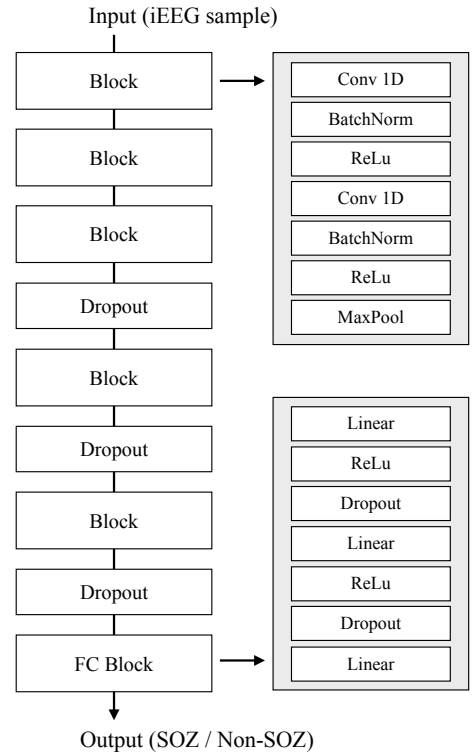 Input (iEEG sample)
Block
Block
Block
Dropout
Block
Dropout
Block
Dropout
FC Block
Output (SOZ / Non-SOZ)
Conv 1D
BatchNorm
ReLu
Conv 1D
BatchNorm
ReLu
MaxPool
Linear
ReLu
Dropout
Linear
ReLu
Dropout
Linear